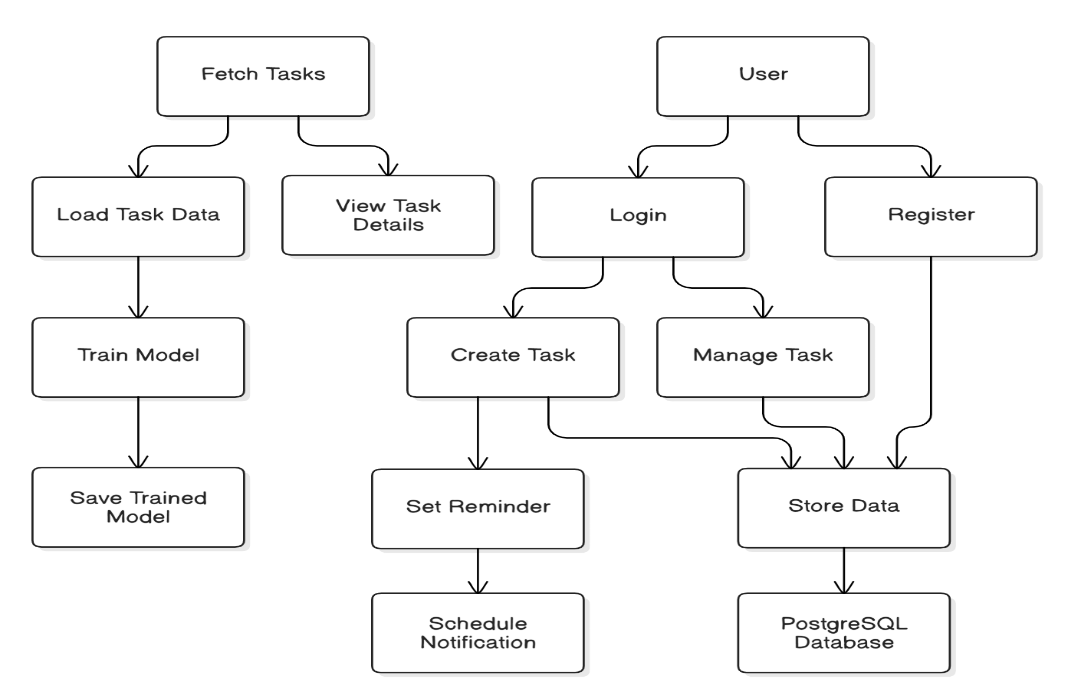 Fetch Tasks
User
Load Task Data
View Task
Details
Login
Register
Train Model
Create Task
Manage Task
Save Trained
Model
Set Reminder
Store Data
Schedule
Notification
PostgreSQL
Database